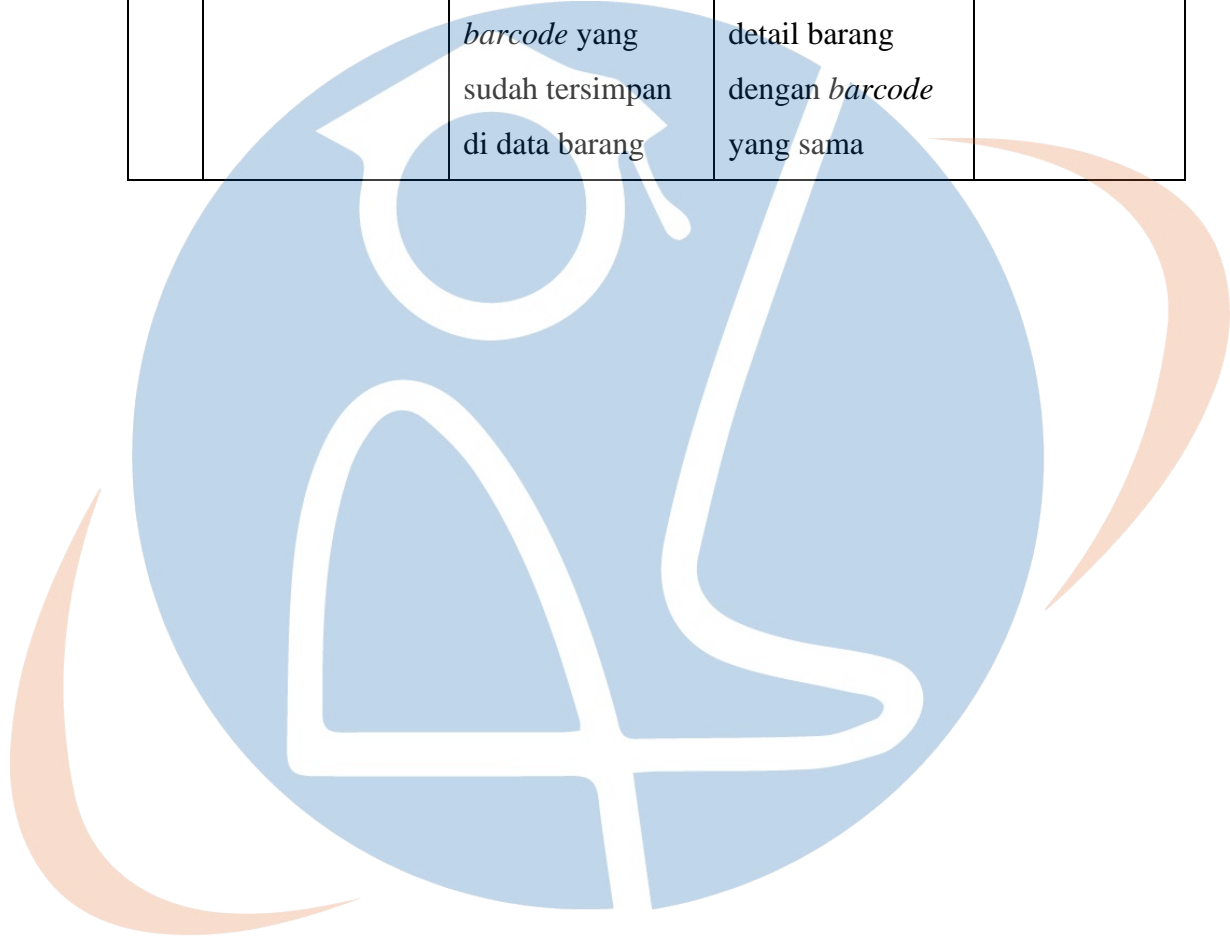 barcode yang
sudah tersimpan
di data barang
detail barang
dengan barcode
yang sama